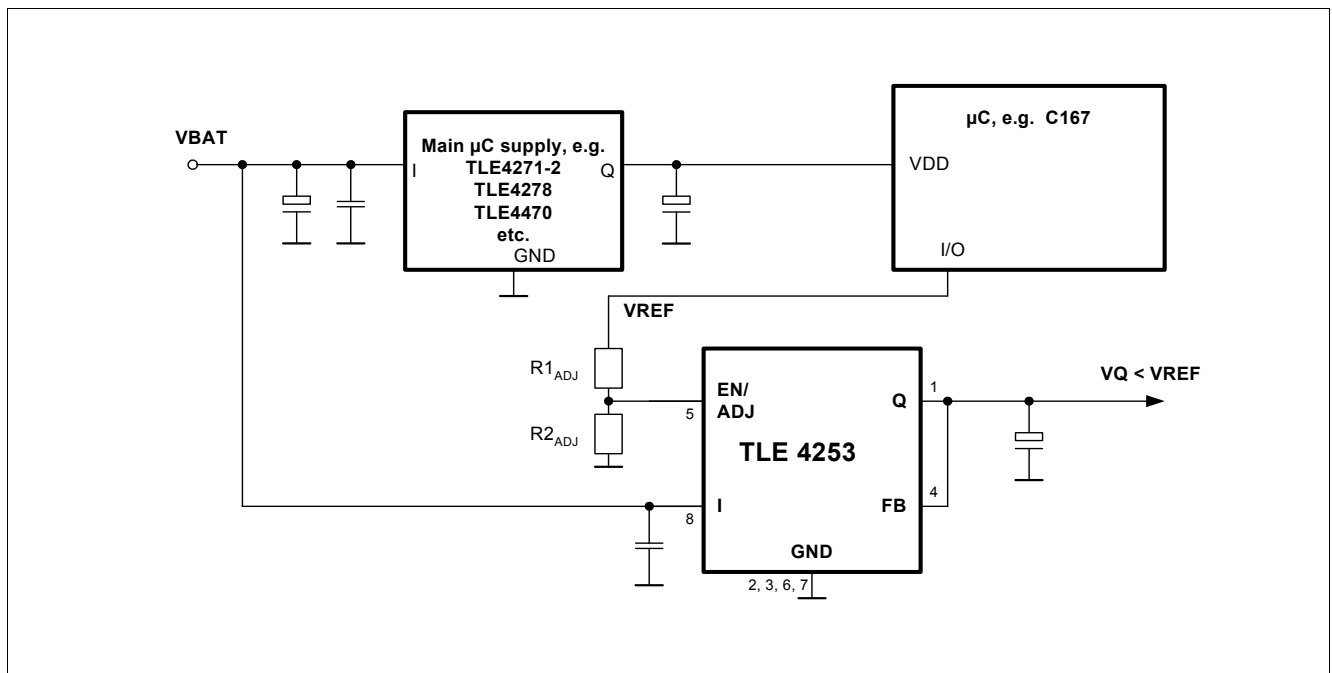 VBAT
I
Main µC supply, e.g.
TLE4271-2
TLE4278
TLE4470
etc.
GND
Q
µC, e.g. C167
VDD
I/O
VREF
R1ADJ
R2ADJ
5
EN/
ADJ
TLE 4253
I
8
GND
2, 3, 6, 7
Q
1
FB
4
VQ < VREF